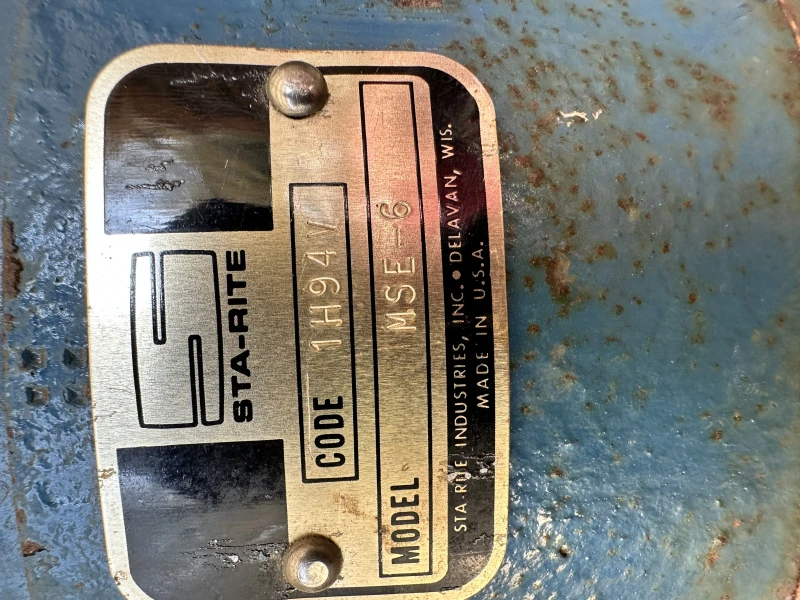 STA-RITE
CODE 1H94V
MODEL MSE-6
STA-RITE INDUSTRIES, INC. • DELAVAN, WIS.
MADE IN U.S.A.